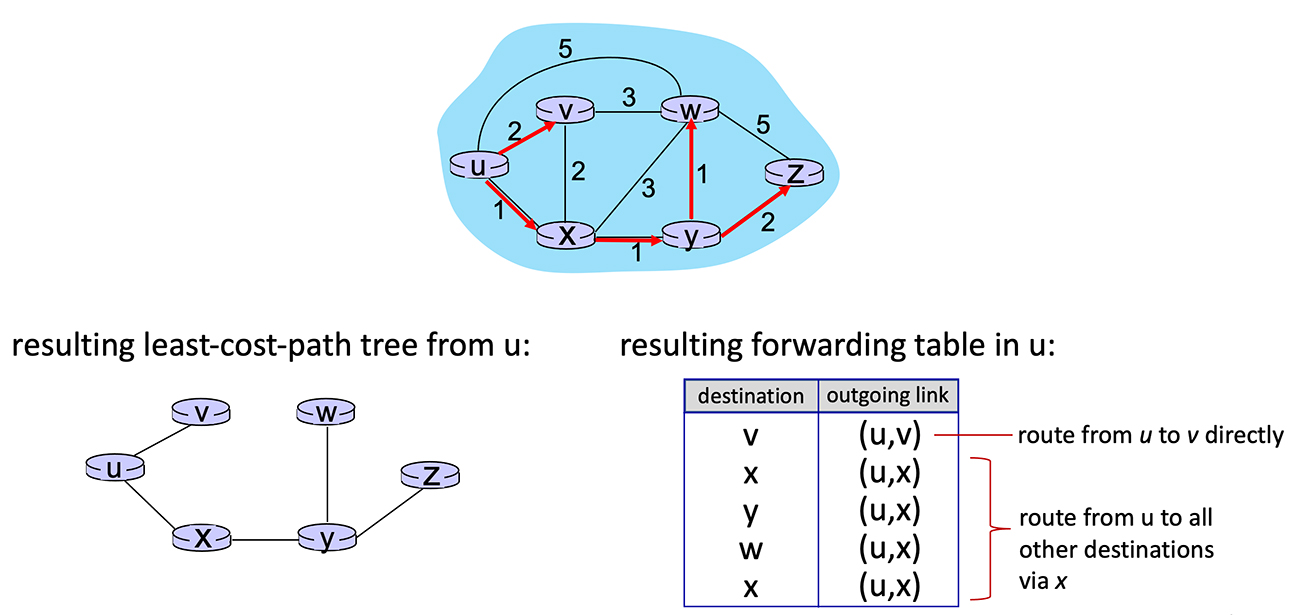 5
v
3
w
2
5
u
2
3
1
z
1
x
1
y
2
resulting least-cost-path tree from u:
resulting forwarding table in u:
v
w
u
z
x
y
destination outgoing link
v (u,v)
route from u to v directly
x (u,x)
y (u,x)
w (u,x)
x (u,x)
route from u to all
other destinations
via x